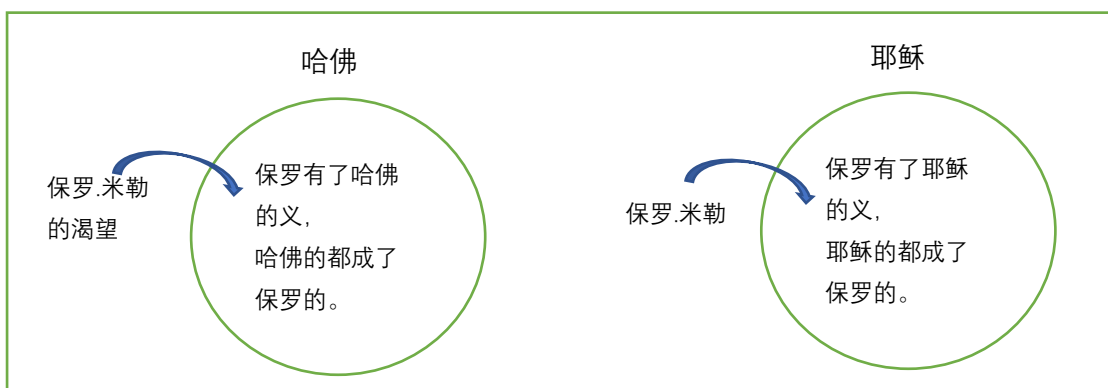 哈佛
保罗.米勒
的渴望
保罗有了哈佛
的义，
哈佛的都成了
保罗的。
耶稣
保罗.米勒
保罗有了耶稣
的义，
耶稣的都成了
保罗的。